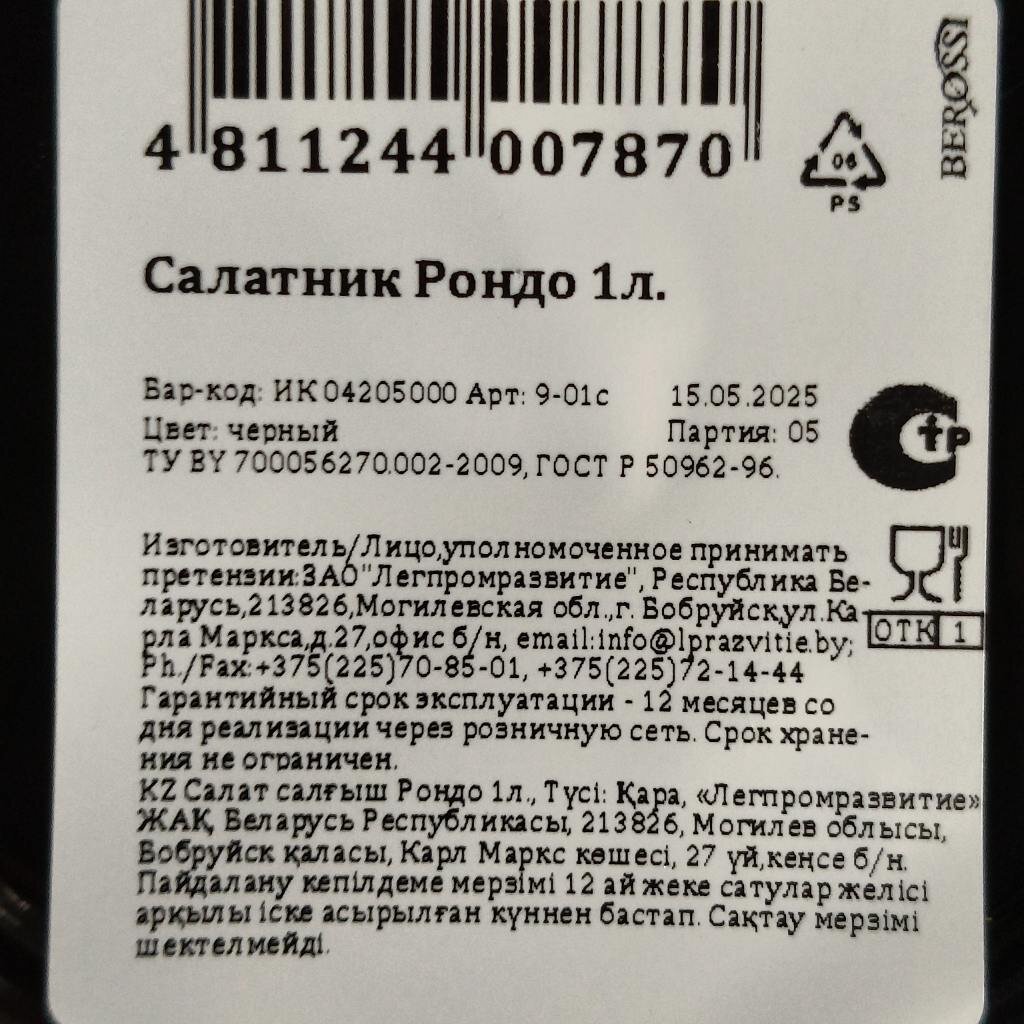 4 811244 007870
06
PS
BEROSSI
Салатник Рондо 1л.
Бар-код: ИК04205000 Арт: 9-01с 15.05.2025
Цвет: черный Партия: 05
ТУ BY 700056270.002-2009, ГОСТ Р 50962-96.
Изготовитель/Лицо,уполномоченное принимать
претензии:ЗАО"Легпромразвитие", Республика Бе-
ларусь,213826,Могилевская обл.,г. Бобруйск,ул.Ка-
рла Маркса,д.27,офис б/н, email:info@lprazvitie.by;
Ph./Fax:+375(225)70-85-01, +375(225)72-14-44
Гарантийный срок эксплуатации - 12 месяцев со
дня реализации через розничную сеть. Срок хране-
ния не ограничен.
ОТК 1
KZ Салат салғыш Рондо 1л., Түсі: Қара, «Легпромразвитие»
ЖАҚ, Беларусь Республикасы, 213826, Могилев облысы,
Бобруйск қаласы, Карл Маркс көшесі, 27 үй,кеңсе б/н.
Пайдалану кепілдеме мерзімі 12 ай жеке сатулар желісі
арқылы іске асырылған күннен бастап. Сақтау мерзімі
шектелмейді.